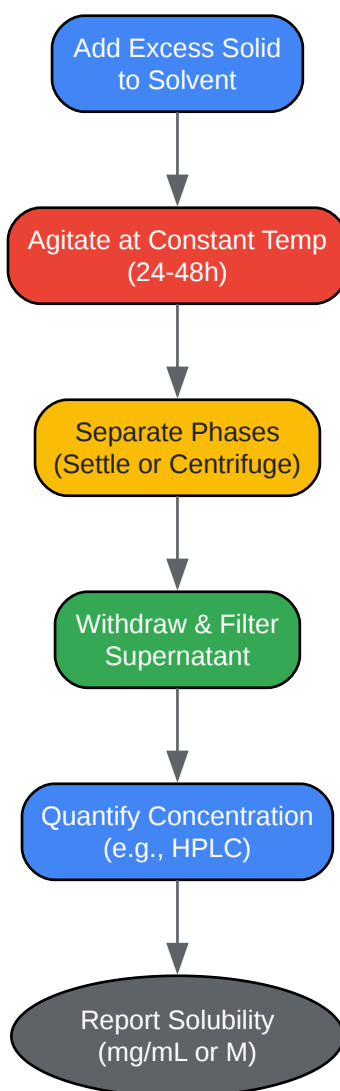 Add Excess Solid
to Solvent
Agitate at Constant Temp
(24-48h)
Separate Phases
(Settle or Centrifuge)
Withdraw & Filter
Supernatant
Quantify Concentration
(e.g., HPLC)
Report Solubility
(mg/mL or M)